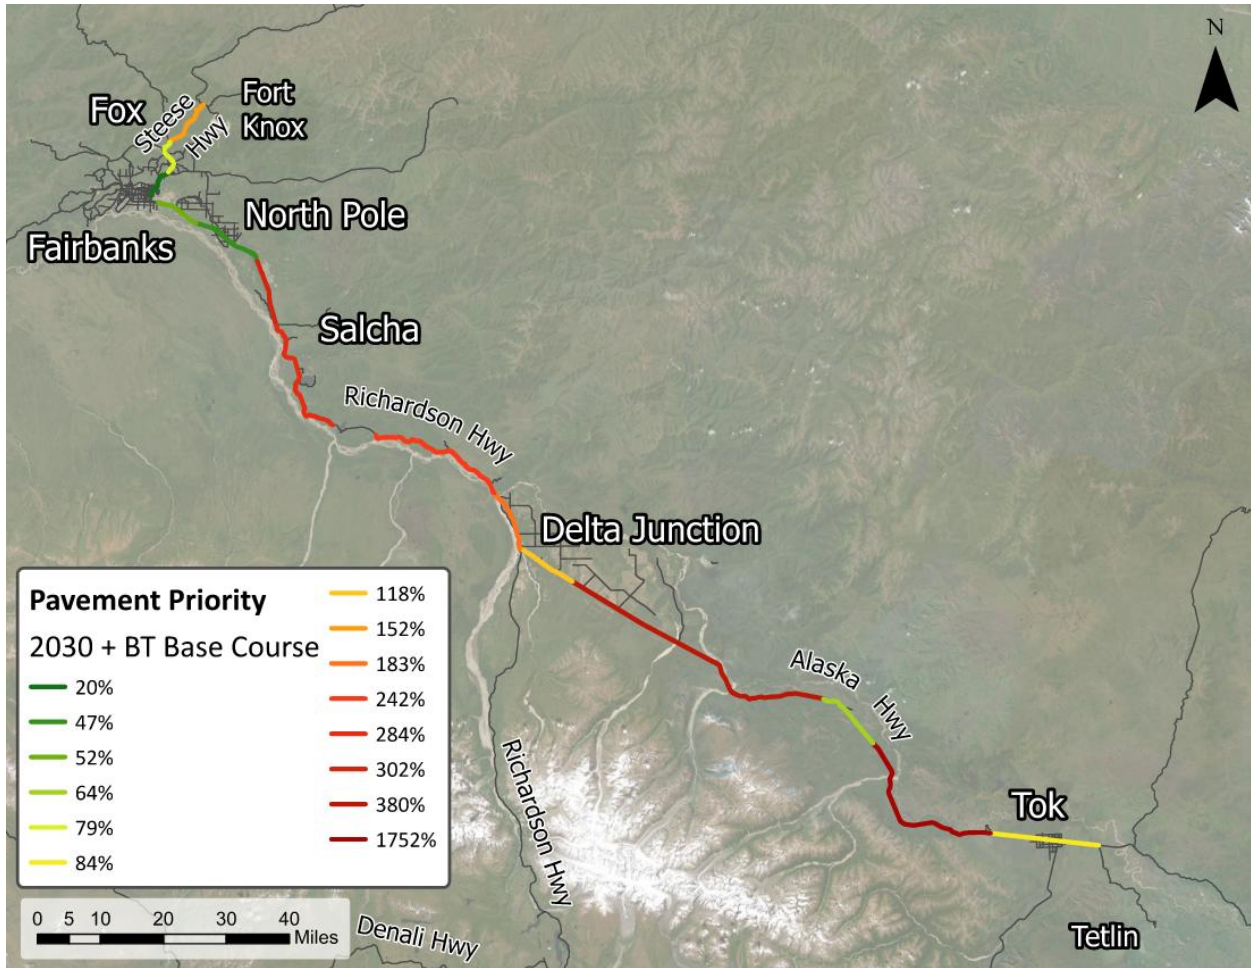 N
Fox
Steese
Hwy
Fort
Knox
North Pole
Fairbanks
Salcha
Richardson Hwy
Delta Junction
Alaska
Hwy
Richardson Hwy
Tok
Tetlin
Denali Hwy
Pavement Priority
2030 + BT Base Course
20%
47%
52%
64%
79%
84%
118%
152%
183%
242%
284%
302%
380%
1752%
0 5 10 20 30 40
Miles